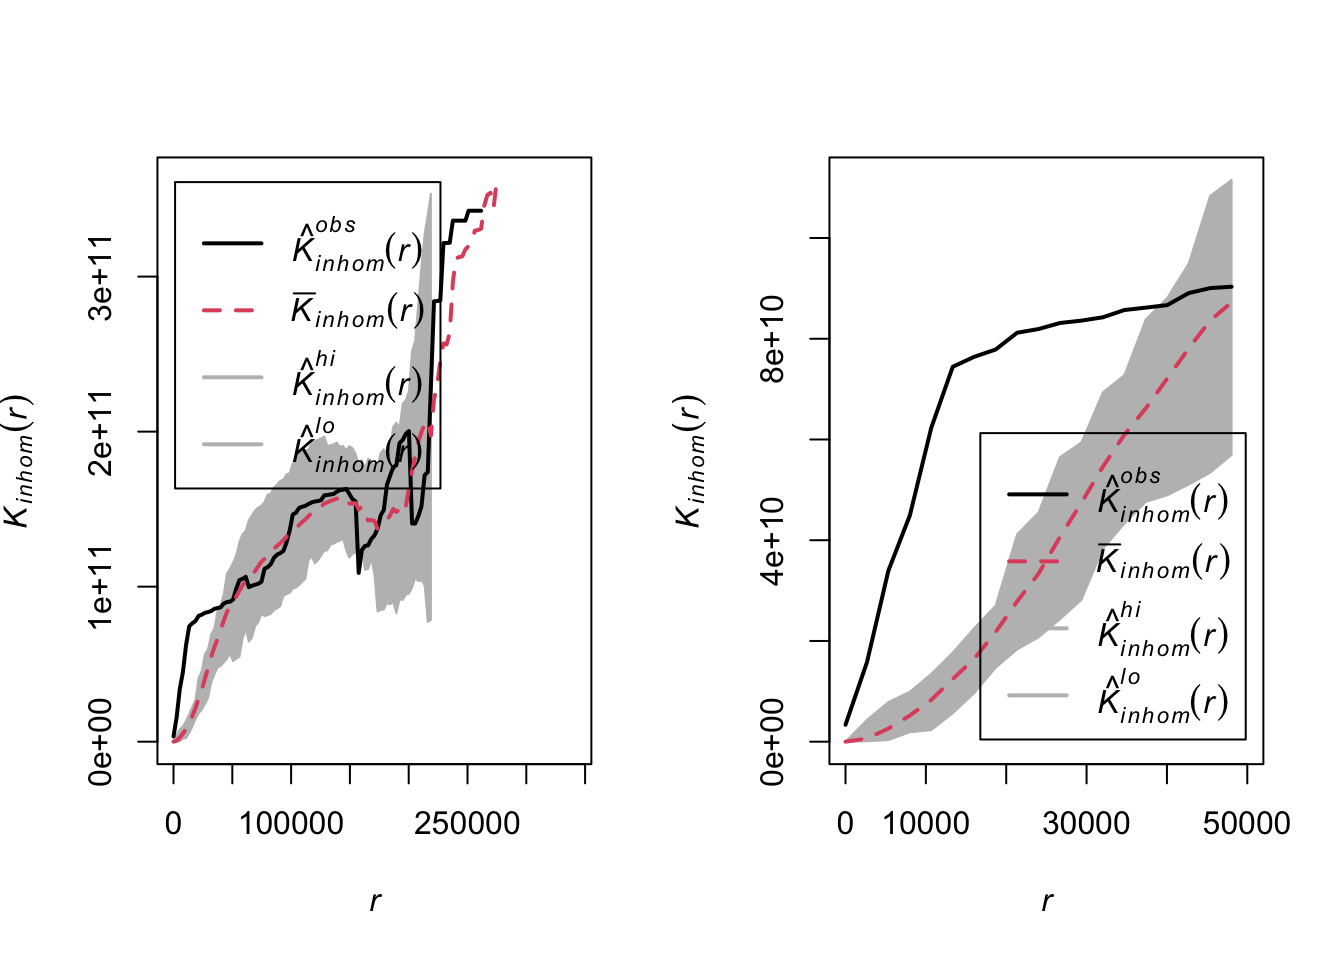 K̂obs inhom(r)
K̅inhom(r)
K̂hi inhom(r)
K̂lo inhom(r)
Kinhom(r)
0e+00
1e+11
2e+11
3e+11
0 100000 250000
r
K̂obs inhom(r)
K̅inhom(r)
K̂hi inhom(r)
K̂lo inhom(r)
Kinhom(r)
0e+00
4e+10
8e+10
0 10000 30000 50000
r